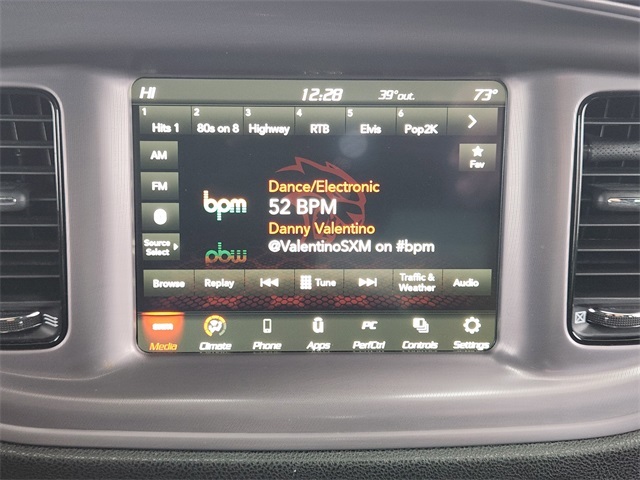 HI 12:28 39°out. 73°
1 2 3 4 5 6
Hits 1 80s on 8 Highway RTB Elvis Pop2K
AM
Fav
FM
bpm
Dance/Electronic
52 BPM
Danny Valentino
@ValentinoSXM on #bpm
Source
Select
Browse Replay Tune Traffic & Weather Audio
Media Climate Phone Apps PerfCtrl Controls Settings
PC